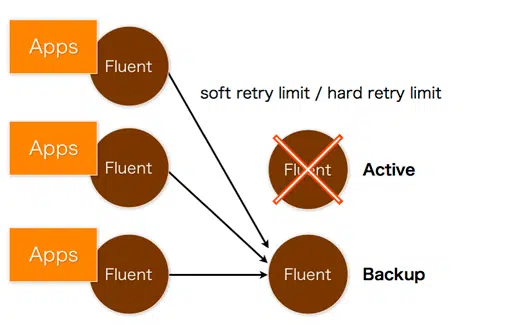 Apps
Fluent
soft retry limit / hard retry limit
Apps
Fluent
Fluent
Active
Apps
Fluent
Fluent
Backup